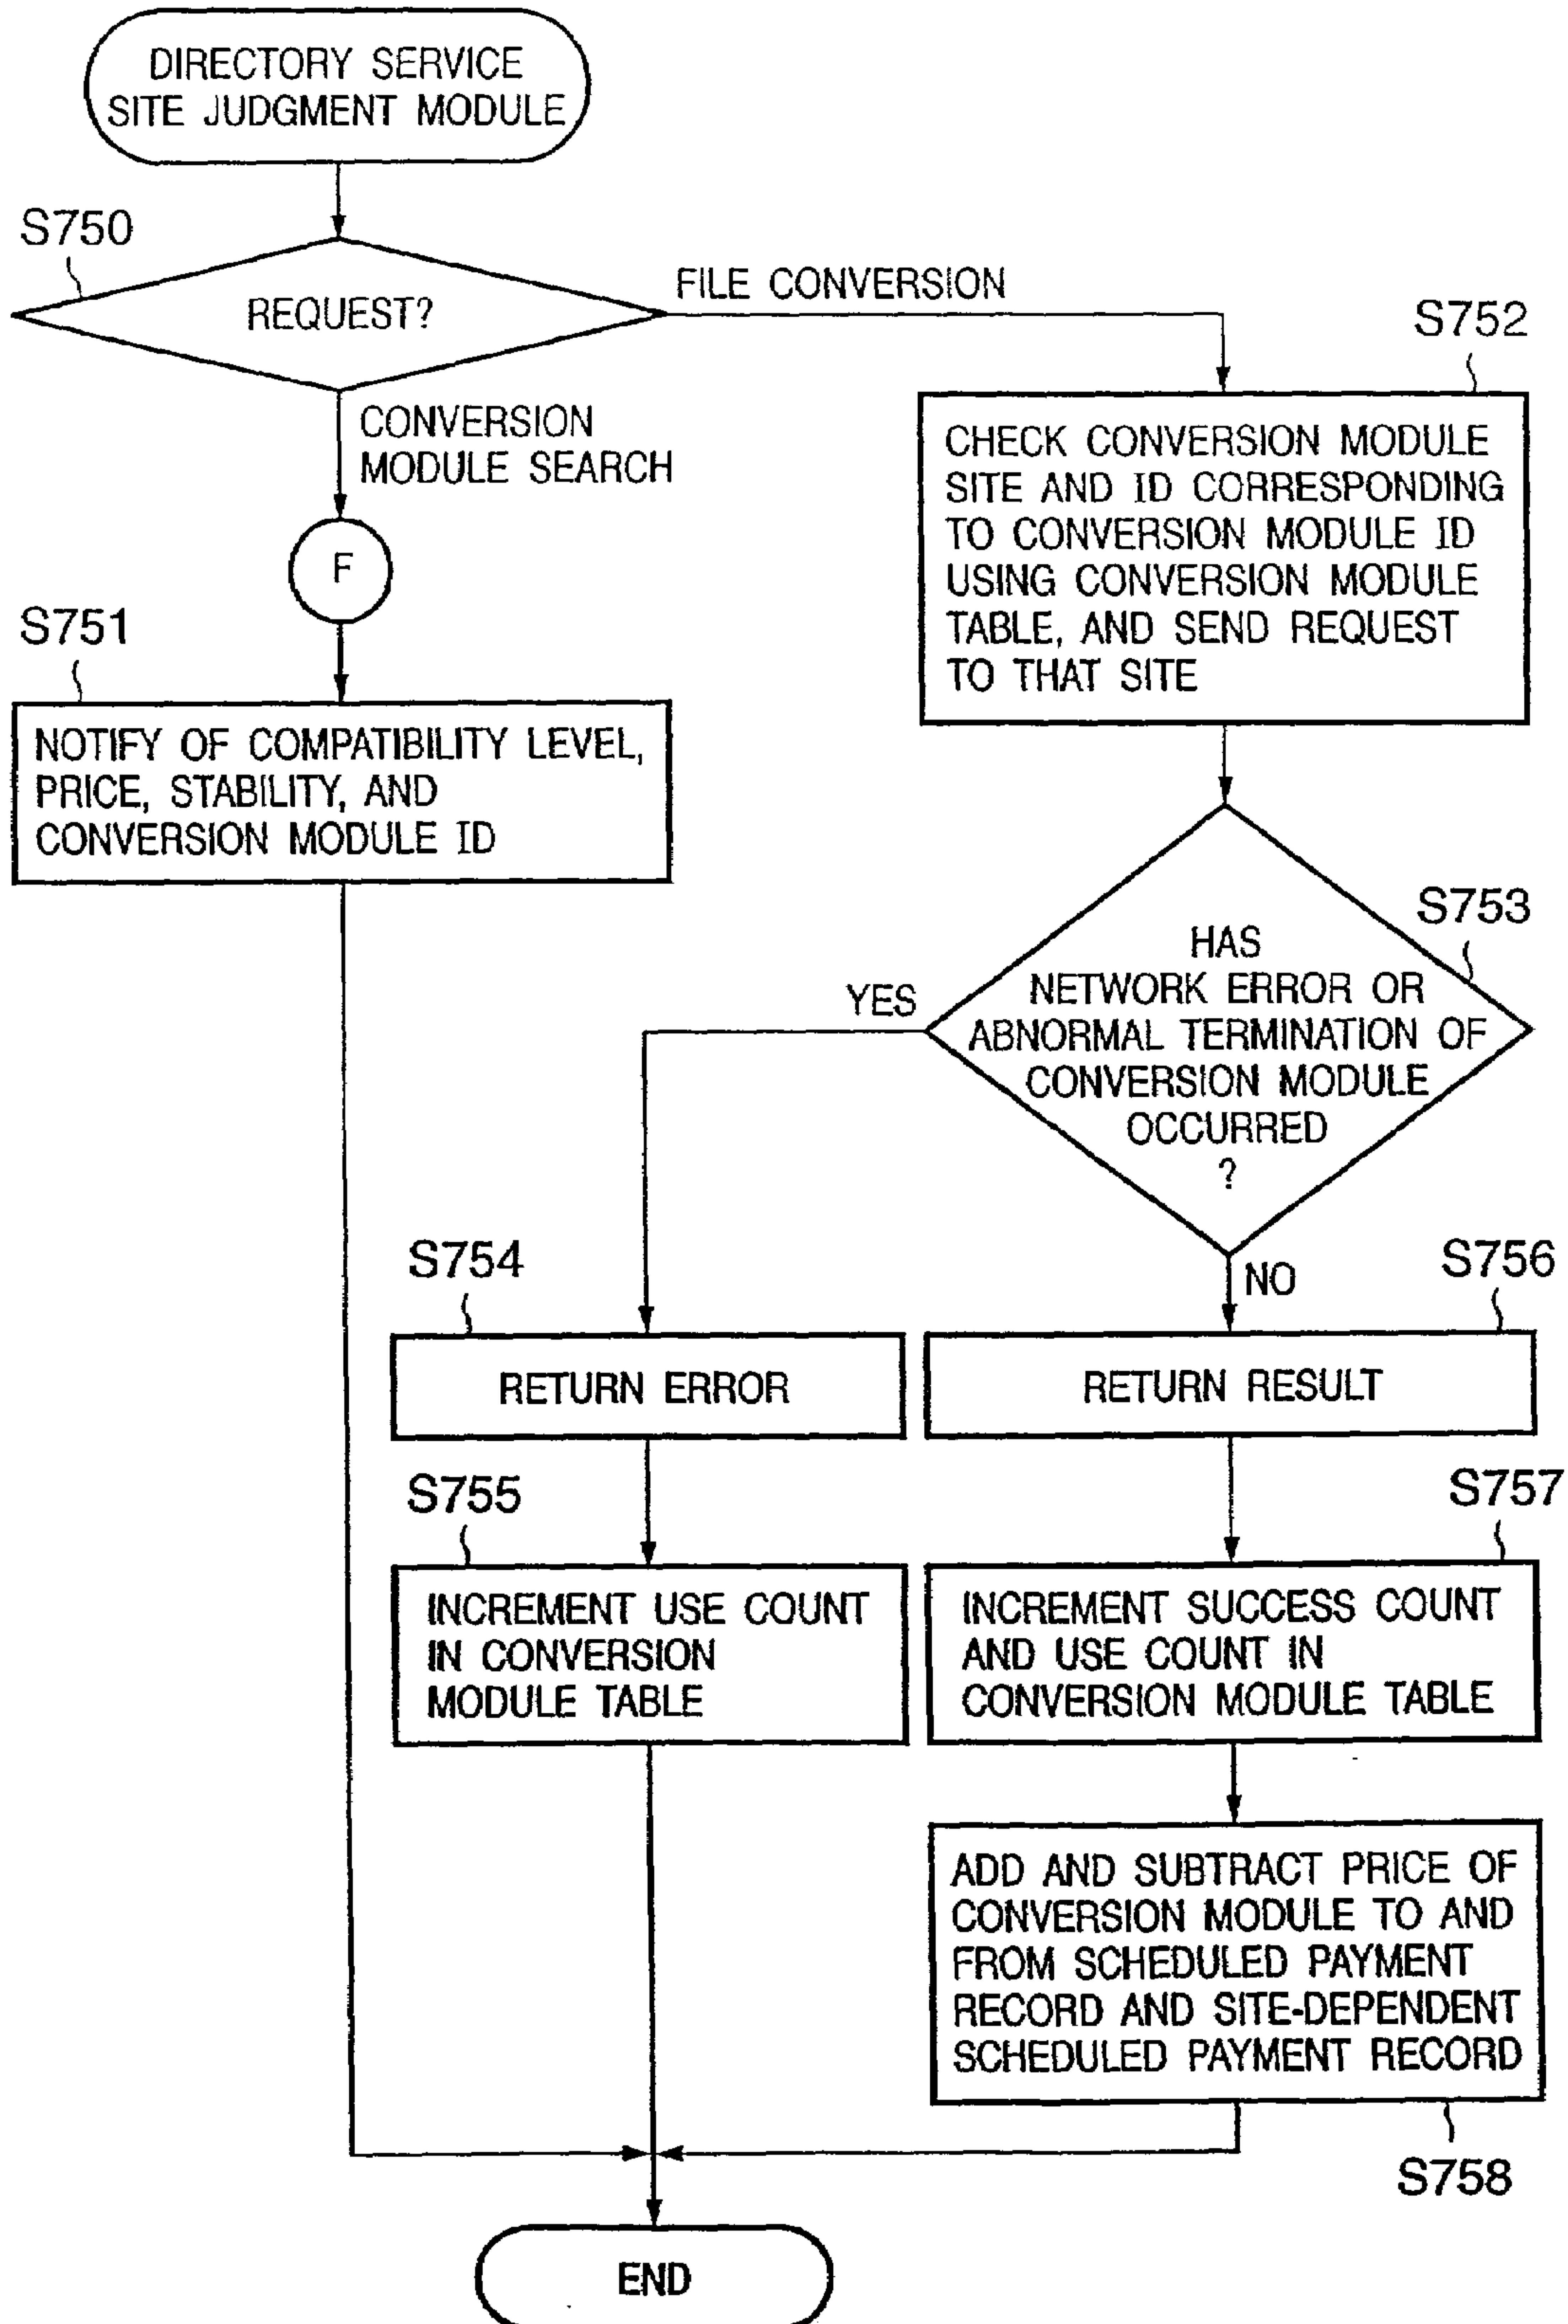 DIRECTORY SERVICE
SITE JUDGMENT MODULE
S750
REQUEST?
FILE CONVERSION
CONVERSION
MODULE SEARCH
F
S751
NOTIFY OF COMPATIBILITY LEVEL,
PRICE, STABILITY, AND
CONVERSION MODULE ID
S752
CHECK CONVERSION MODULE
SITE AND ID CORRESPONDING
TO CONVERSION MODULE ID
USING CONVERSION MODULE
TABLE, AND SEND REQUEST
TO THAT SITE
S753
HAS
NETWORK ERROR OR
ABNORMAL TERMINATION OF
CONVERSION MODULE
OCCURRED
?
YES
NO
S754
RETURN ERROR
S755
INCREMENT USE COUNT
IN CONVERSION
MODULE TABLE
S756
RETURN RESULT
S757
INCREMENT SUCCESS COUNT
AND USE COUNT IN
CONVERSION MODULE TABLE
ADD AND SUBTRACT PRICE OF
CONVERSION MODULE TO AND
FROM SCHEDULED PAYMENT
RECORD AND SITE-DEPENDENT
SCHEDULED PAYMENT RECORD
S758
END